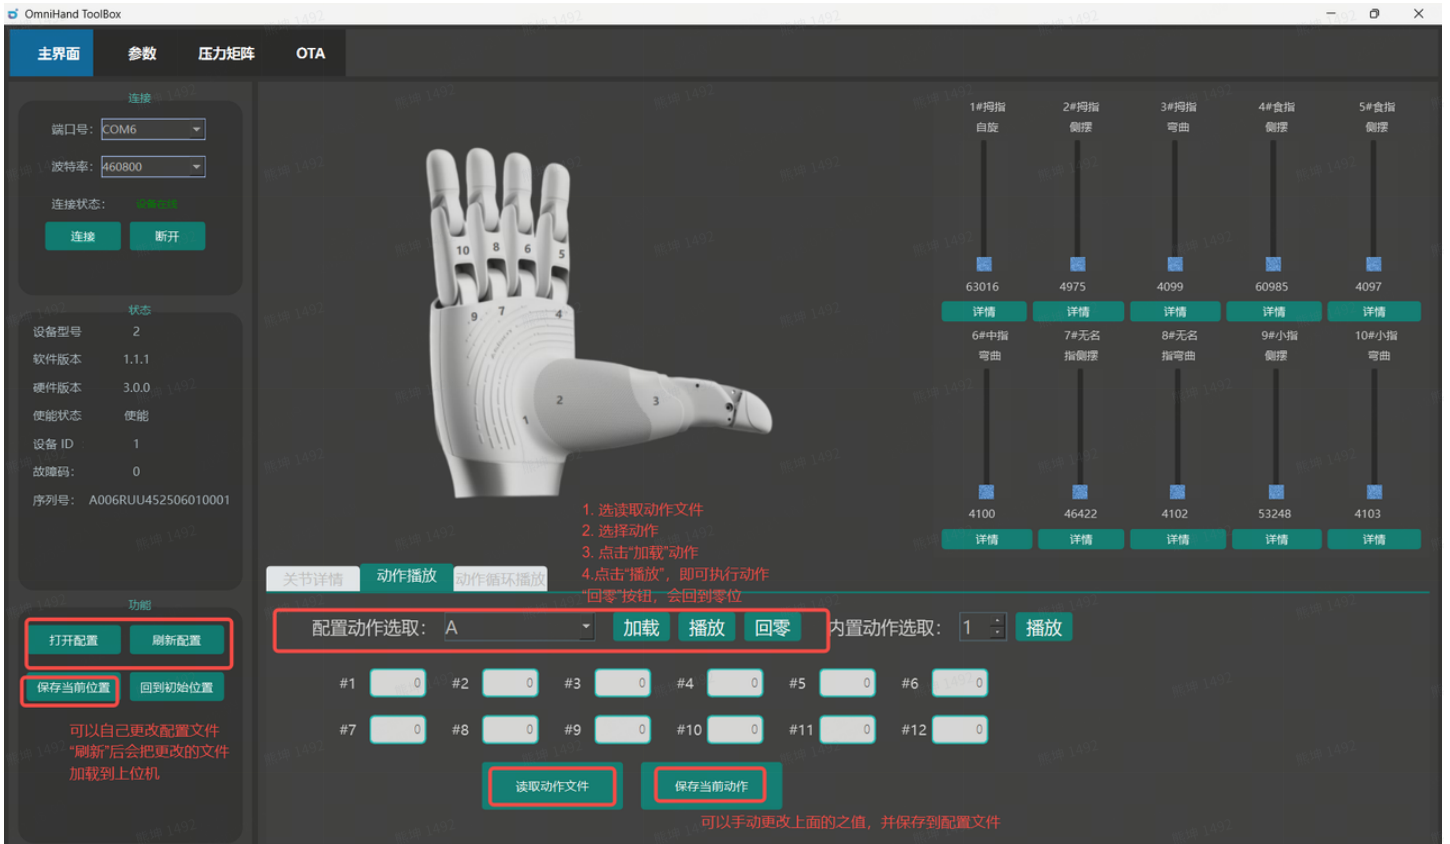 OmniHand ToolBox
主界面 参数 压力矩阵 OTA
连接
端口号: COM6
波特率: 460800
连接状态: 设备在线
连接 断开
状态
设备型号 2
软件版本 1.1.1
硬件版本 3.0.0
使能状态 使能
设备 ID 1
故障码: 0
序列号: A006RUU452506010001
功能
打开配置 刷新配置
保存当前位置 回到初始位置
可以自己更改配置文件
“刷新”后会把更改的文件
加载到上位机
10 8 6 5
9 7 4
2 3
1
1#拇指 2#拇指 3#拇指 4#食指 5#食指
自旋 侧摆 弯曲 侧摆 侧摆
63016 4975 4099 60985 4097
详情 详情 详情 详情 详情
6#中指 7#无名 8#无名 9#小指 10#小指
弯曲 指侧摆 指弯曲 侧摆 弯曲
4100 46422 4102 53248 4103
详情 详情 详情 详情 详情
1. 选读取动作文件
2. 选择动作
3. 点击“加载”动作
4.点击“播放”，即可执行动作
“回零”按钮，会回到零位
关节详情 动作播放 动作循环播放
配置动作选取: A 加载 播放 回零 内置动作选取: 1 播放
#1 0 #2 0 #3 0 #4 0 #5 0 #6 0
#7 0 #8 0 #9 0 #10 0 #11 0 #12 0
读取动作文件 保存当前动作
可以手动更改上面的之值，并保存到配置文件